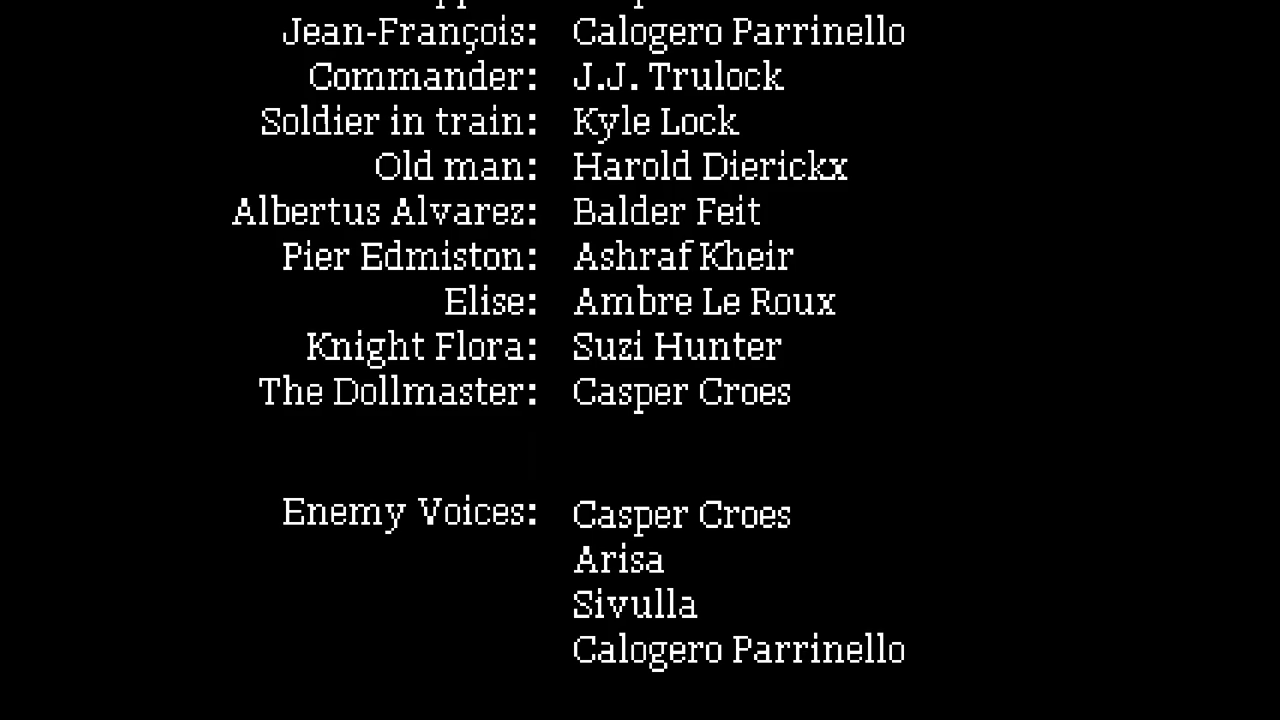 Jean-François: Calogero Parrinello
Commander: J.J. Trulock
Soldier in train: Kyle Lock
Old man: Harold Dierickx
Albertus Alvarez: Balder Feit
Pier Edmiston: Ashraf Kheir
Elise: Ambre Le Roux
Knight Flora: Suzi Hunter
The Dollmaster: Casper Croes
Enemy Voices: Casper Croes
Arisa
Sivulla
Calogero Parrinello